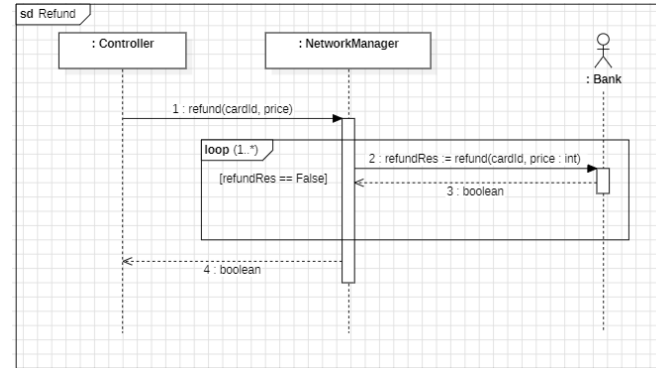 sd Refund
: Controller
: NetworkManager
: Bank
1 : refund(cardId, price)
loop (1..*)
2 : refundRes := refund(cardId, price : int)
[refundRes == False]
3 : boolean
4 : boolean